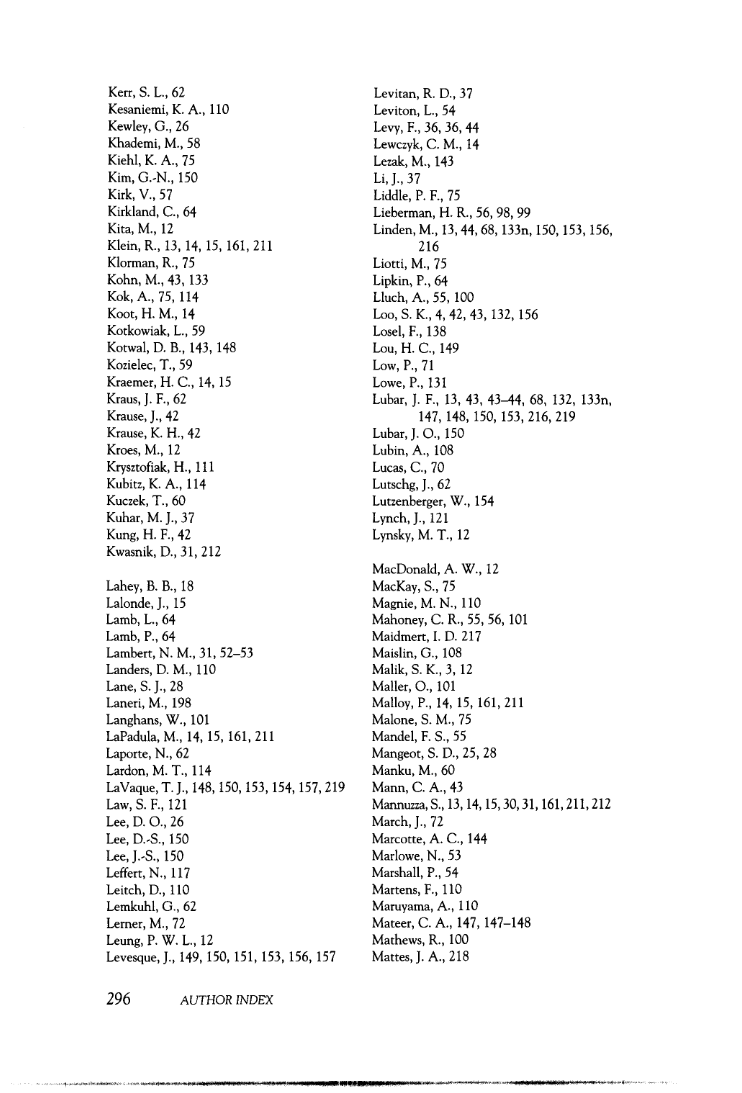 Kerr, S. L., 62
Kesaniemi, K. A., 110
Kewley, G., 26
Khademi, M., 58
Kiehl, K. A., 75
Kim, G.-N., 150
Kirk, V., 57
Kirkland, C., 64
Kita, M., 12
Klein, R., 13, 14, 15, 161, 211
Klorman, R., 75
Kohn, M., 43, 133
Kok, A., 75, 114
Koot, H. M., 14
Kotkowiak, L., 59
Kotwal, D. B., 143, 148
Kozielec, T., 59
Kraemer, H. C., 14, 15
Kraus, J. F., 62
Krause, J., 42
Krause, K. H., 42
Kroes, M., 12
Krysztofiak, H., 111
Kubitz, K. A., 114
Kuczek, T., 60
Kuhar, M. J., 37
Kung, H. F., 42
Kwasnik, D., 31, 212
Lahey, B. B., 18
Lalonde, J., 15
Lamb, L., 64
Lamb, P., 64
Lambert, N. M., 31, 52–53
Landers, D. M., 110
Lane, S. J., 28
Laneri, M., 198
Langhans, W., 101
LaPadula, M., 14, 15, 161, 211
Laporte, N., 62
Lardon, M. T., 114
LaVaque, T. J., 148, 150, 153, 154, 157, 219
Law, S. F., 121
Lee, D. O., 26
Lee, D.-S., 150
Lee, J.-S., 150
Leffert, N., 117
Leitch, D., 110
Lemkuhl, G., 62
Lerner, M., 72
Leung, P. W. L., 12
Levesque, J., 149, 150, 151, 153, 156, 157
Levitan, R. D., 37
Leviton, L., 54
Levy, F., 36, 36, 44
Lewczyk, C. M., 14
Lezak, M., 143
Li, J., 37
Liddle, P. F., 75
Lieberman, H. R., 56, 98, 99
Linden, M., 13, 44, 68, 133n, 150, 153, 156,
216
Liotti, M., 75
Lipkin, P., 64
Lluch, A., 55, 100
Loo, S. K., 4, 42, 43, 132, 156
Losel, F., 138
Lou, H. C., 149
Low, P., 71
Lowe, P., 131
Lubar, J. F., 13, 43, 43–44, 68, 132, 133n,
147, 148, 150, 153, 216, 219
Lubar, J. O., 150
Lubin, A., 108
Lucas, C., 70
Lutschg, J., 62
Lutzenberger, W., 154
Lynch, J., 121
Lynsky, M. T., 12
MacDonald, A. W., 12
MacKay, S., 75
Magnie, M. N., 110
Mahoney, C. R., 55, 56, 101
Maidmert, I. D. 217
Maislin, G., 108
Malik, S. K., 3, 12
Maller, O., 101
Malloy, P., 14, 15, 161, 211
Malone, S. M., 75
Mandel, F. S., 55
Mangeot, S. D., 25, 28
Manku, M., 60
Mann, C. A., 43
Mannuzza, S., 13, 14, 15, 30, 31, 161, 211, 212
March, J., 72
Marcotte, A. C., 144
Marlowe, N., 53
Marshall, P., 54
Martens, F., 110
Maruyama, A., 110
Mateer, C. A., 147, 147–148
Mathews, R., 100
Mattes, J. A., 218
296 AUTHOR INDEX